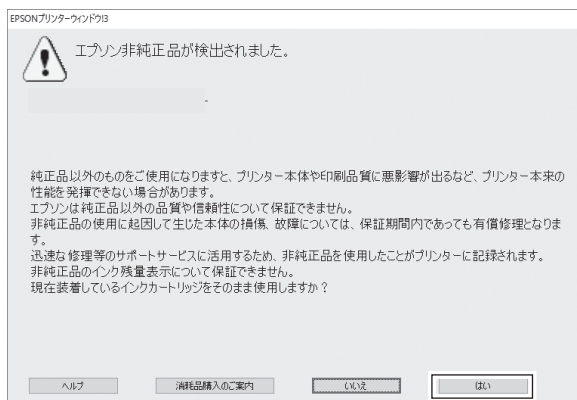 EPSONプリンターウィンドウ!3
エプソン非純正品が検出されました。
純正品以外のものをご使用になりますと、プリンター本体や印刷品質に悪影響が出るなど、プリンター本来の
性能を発揮できない場合があります。
エプソンは純正品以外の品質や信頼性について保証できません。
非純正品の使用に起因して生じた本体の損傷、故障については、保証期間内であっても有償修理となりま
す。
迅速な修理等のサポートサービスに活用するため、非純正品を使用したことがプリンターに記録されます。
非純正品のインク残量表示について保証できません。
現在装着しているインクカートリッジをそのまま使用しますか?
ヘルプ 消耗品購入のご案内 いいえ はい